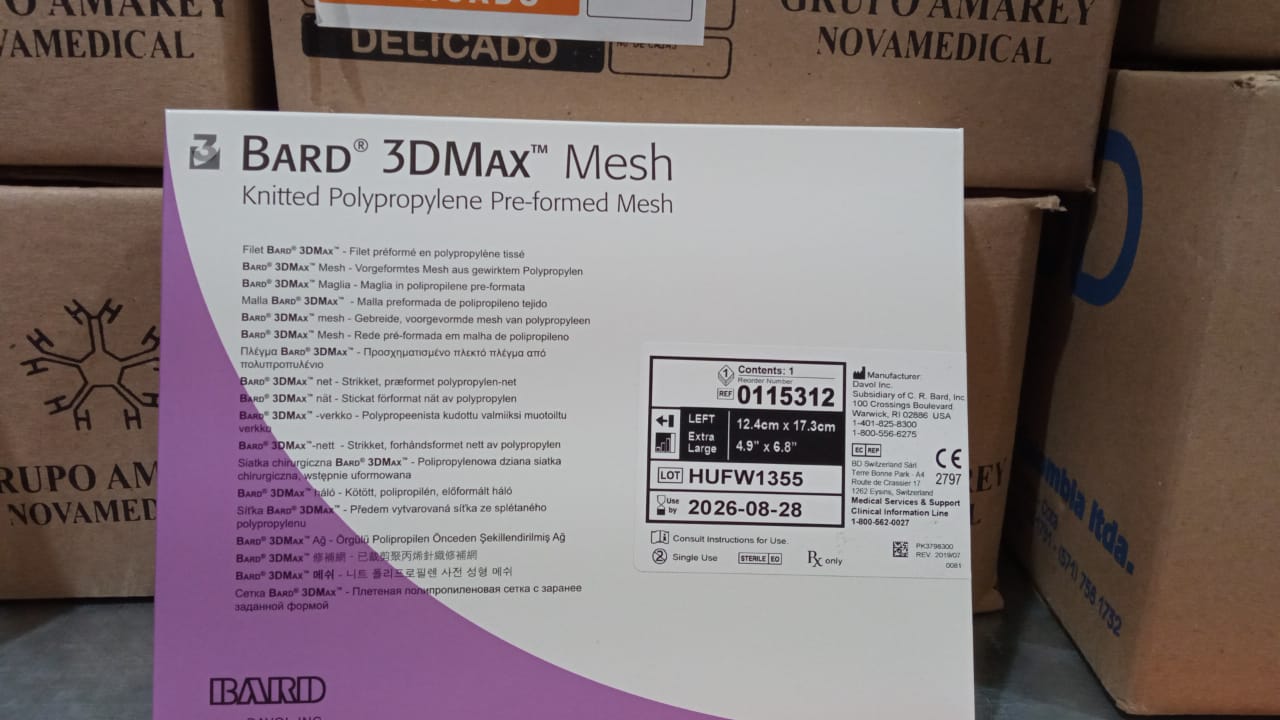 DELICADO
GRUPO AMAREY
NOVAMEDICAL
AMEDICAL
BARD® 3DMAX™ Mesh
Knitted Polypropylene Pre-formed Mesh
Filet BARD® 3DMAX™ - Filet préformé en polypropylène tissé
BARD® 3DMAX™ Mesh - Vorgeformtes Mesh aus gewirktem Polypropylen
BARD® 3DMAX™ Maglia - Maglia in polipropilene pre-formata
Malla BARD® 3DMAX™ - Malla preformada de polipropileno tejido
BARD® 3DMAX™ mesh - Gebreide, voorgevormde mesh van polypropyleen
BARD® 3DMAX™ Mesh - Rede pré-formada em malha de polipropileno
Πλέγμα BARD® 3DMAX™ - Προσχηματισμένο πλεκτό πλέγμα από
πολυπροπυλένιο
BARD® 3DMAX™ net - Strikket, præformet polypropylen-net
BARD® 3DMAX™ nät - Stickat förformat nät av polypropylen
BARD® 3DMAX™ -verkko - Polypropeenista kudottu valmiiksi muotoiltu
verkko
BARD® 3DMAX™-nett - Strikket, forhåndsformet nett av polypropylen
Siatka chirurgiczna BARD® 3DMAX™ - Polipropylenowa dziana siatka
chirurgiczna, wstępnie uformowana
BARD® 3DMAX™ háló - Kötött, polipropilén, előformált háló
Síťka BARD® 3DMAX™ - Předem vytvarovaná síťka ze splétaného
polypropylenu
BARD® 3DMAX™ Ağ - Örgülü Polipropilen Önceden Şekillendirilmiş Ağ
BARD® 3DMAX™ 修補網 - 已裁剪聚丙烯針織修補網
BARD® 3DMAX™ 메쉬 - 니트 폴리프로필렌 사전 성형 메쉬
Сетка BARD® 3DMAX™ - Плетеная полипропиленовая сетка с заранее
заданной формой
1
Contents: 1
Reorder Number
REF 0115312
LEFT
Extra
Large
12.4cm x 17.3cm
4.9" x 6.8"
LOT HUFW1355
Use
by 2026-08-28
Manufacturer:
Davol Inc.
Subsidiary of C. R. Bard, Inc
100 Crossings Boulevard
Warwick, RI 02886 USA
1-401-825-8300
1-800-556-6275
EC REP
BD Switzerland Sàrl
Terre Bonne Park - A4
Route de Crassier 17
1262 Eysins, Switzerland
CE
2797
Medical Services & Support
Clinical Information Line
1-800-562-0027
Consult Instructions for Use.
2 Single Use
STERILE EO
Rx only
PK3798300
REV. 2019/07
0081
BARD
RUPO AM
NOVAMED
REY
mbia ltda.
(571) 756 1732